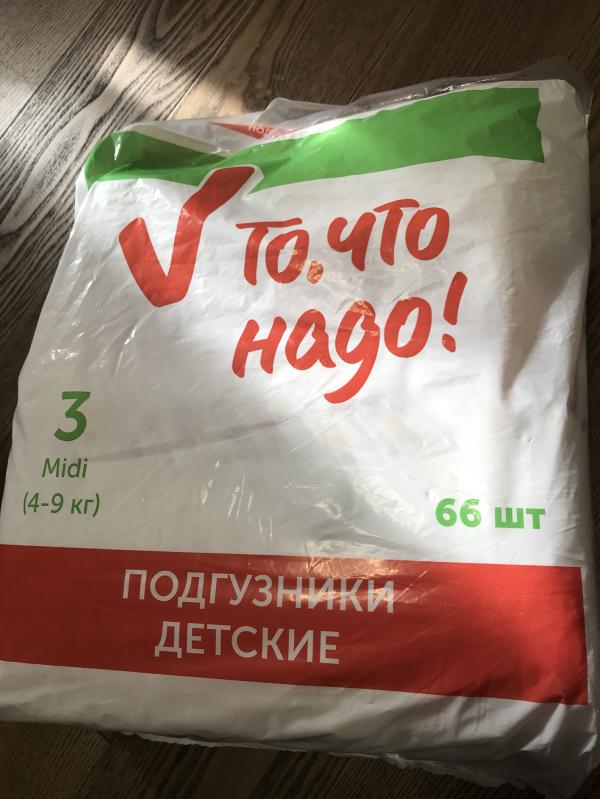 То, что
надо!
3
Midi
(4-9 кг)
66 шт
ПОДГУЗНИКИ
ДЕТСКИЕ